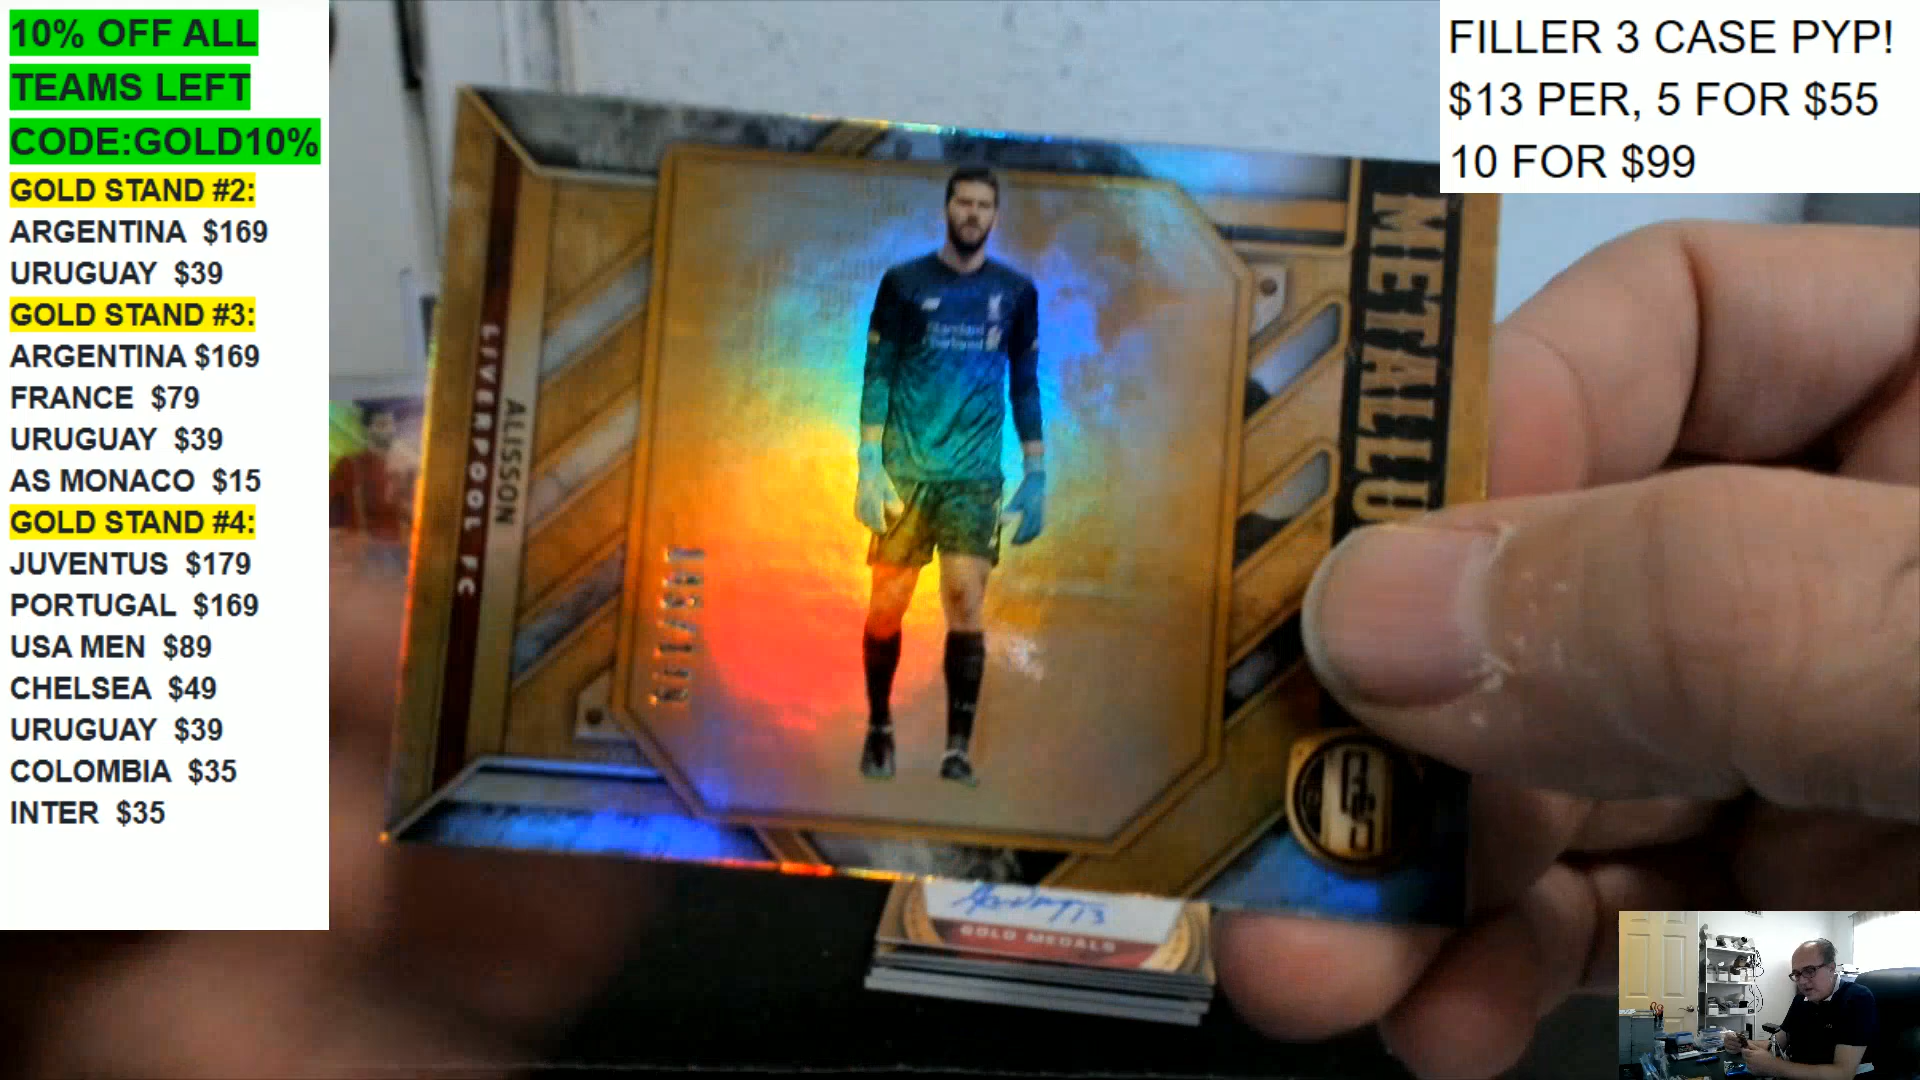 10% OFF ALL
TEAMS LEFT
CODE:GOLD10%
GOLD STAND #2:
ARGENTINA $169
URUGUAY $39
GOLD STAND #3:
ARGENTINA $169
FRANCE $79
URUGUAY $39
AS MONACO $15
GOLD STAND #4:
JUVENTUS $179
PORTUGAL $169
USA MEN $89
CHELSEA $49
URUGUAY $39
COLOMBIA $35
INTER $35
FILLER 3 CASE PYP!
$13 PER, 5 FOR $55
10 FOR $99
METALLU
Standard
Chartered
ALISSON
LIVERPOOL FC
GS
GOLD MEDALS